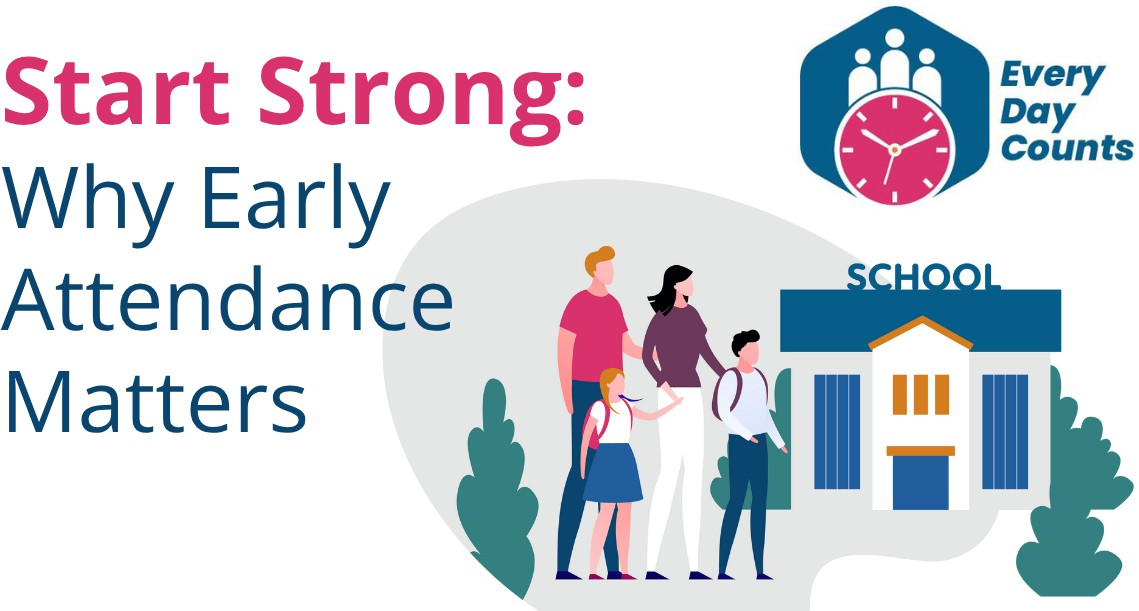 Start Strong:
Why Early
Attendance
Matters
Every
Day
Counts
SCHOOL